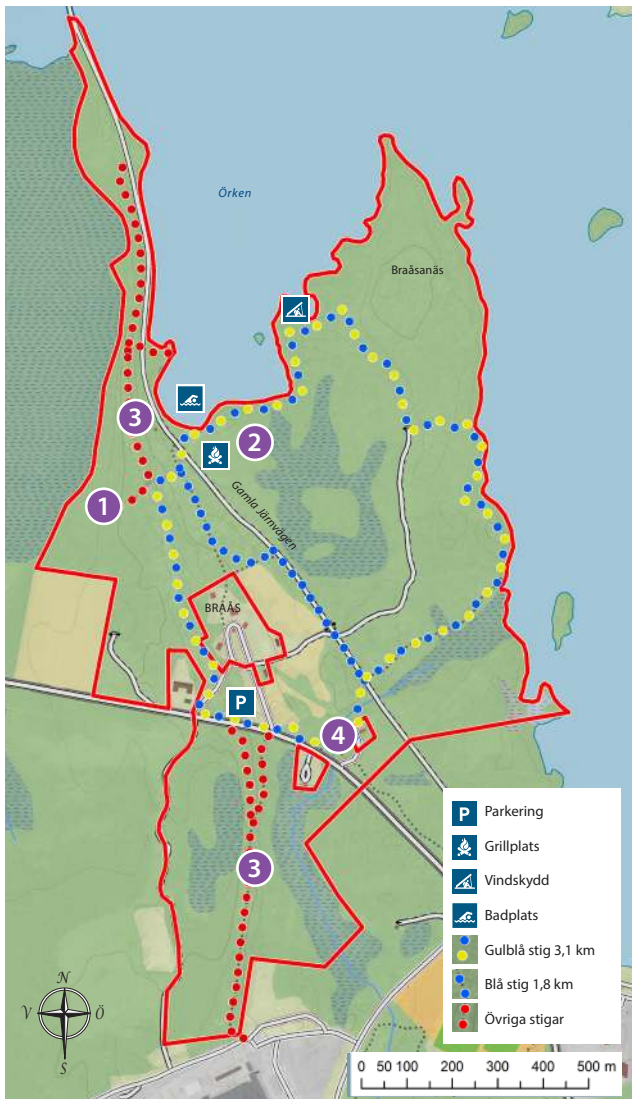 Örken
Braåsanäs
3
2
1
Gamla Järnvägen
BRAÅS
P
4
3
P Parkering
Grillplats
Vindskydd
Badplats
Gulblå stig 3,1 km
Blå stig 1,8 km
Övriga stigar
N
V Ö
S
0 50 100 200 300 400 500 m